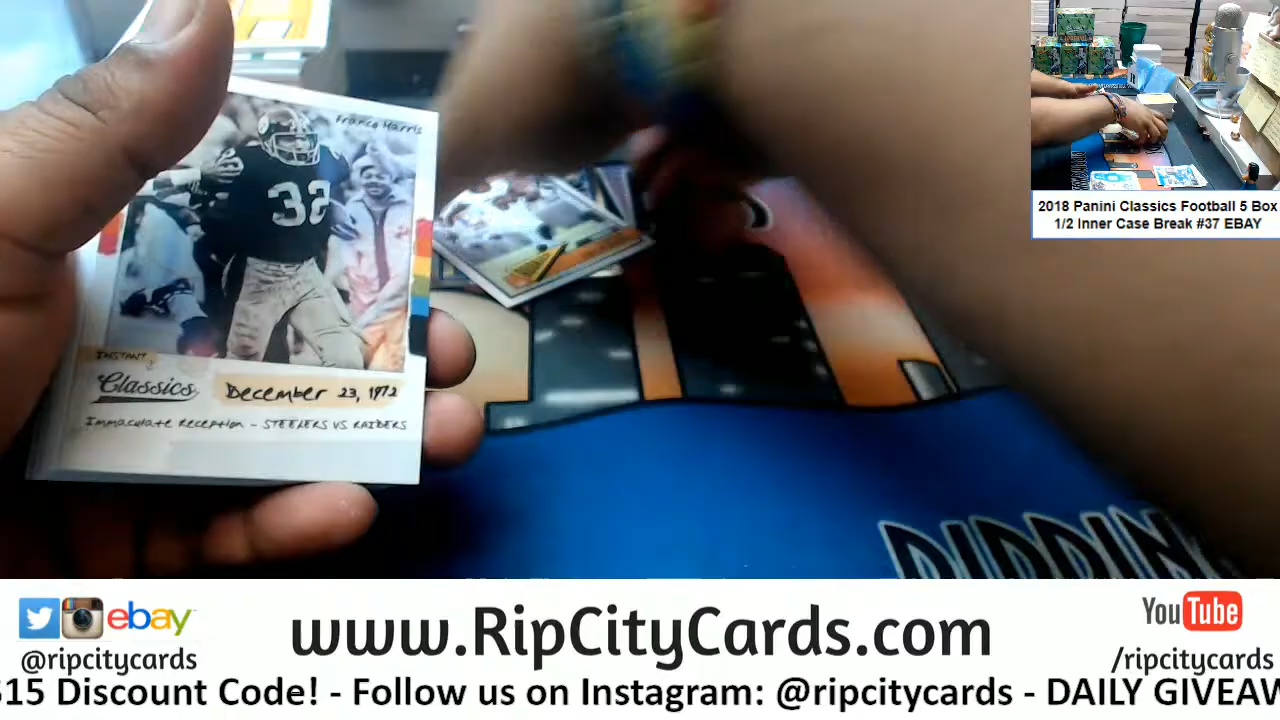 Franco Harris
32
INSTANT
Classics
December 23, 1972
Immaculate Reception - STEELERS VS RAIDERS
2018 Panini Classics Football 5 Box
1/2 Inner Case Break #37 EBAY
ebay
@ripcitycards
www.RipCityCards.com
YouTube
/ripcitycards
$15 Discount Code! - Follow us on Instagram: @ripcitycards - DAILY